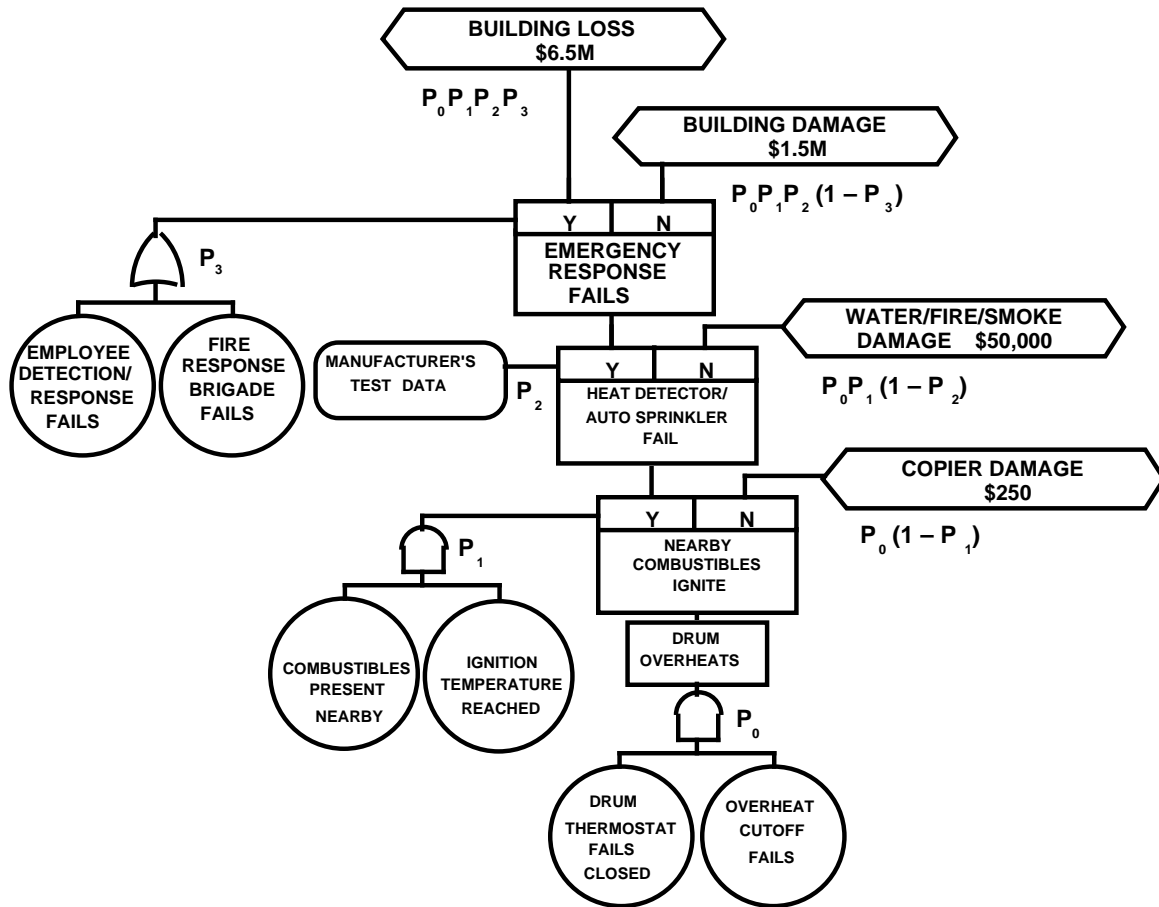 BUILDING LOSS
$6.5M
P0P1P2P3
BUILDING DAMAGE
$1.5M
P0P1P2 (1 – P3)
Y
N
EMERGENCY
RESPONSE
FAILS
P3
EMPLOYEE
DETECTION/
RESPONSE
FAILS
FIRE
RESPONSE
BRIGADE
FAILS
WATER/FIRE/SMOKE
DAMAGE $50,000
P0P1 (1 – P2)
MANUFACTURER'S
TEST DATA
P2
Y
N
HEAT DETECTOR/
AUTO SPRINKLER
FAIL
COPIER DAMAGE
$250
P0 (1 – P1)
Y
N
NEARBY
COMBUSTIBLES
IGNITE
P1
COMBUSTIBLES
PRESENT
NEARBY
IGNITION
TEMPERATURE
REACHED
DRUM
OVERHEATS
P0
DRUM
THERMOSTAT
FAILS
CLOSED
OVERHEAT
CUTOFF
FAILS